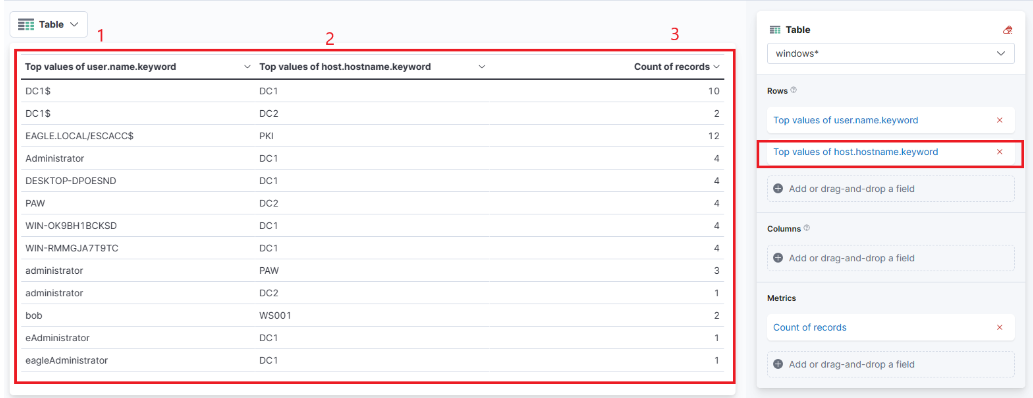 Table
1
2
3
Top values of user.name.keyword Top values of host.hostname.keyword Count of records
DC1$ DC1 10
DC1$ DC2 2
EAGLE.LOCAL/ESCACC$ PKI 12
Administrator DC1 4
DESKTOP-DPOESND DC1 4
PAW DC2 4
WIN-OK9BH1BCKSD DC1 4
WIN-RMMGJA7T9TC DC1 4
administrator PAW 3
administrator DC2 1
bob WS001 2
eAdministrator DC1 1
eagleAdministrator DC1 1
Table
windows*
Rows
Top values of user.name.keyword
Top values of host.hostname.keyword
Add or drag-and-drop a field
Columns
Add or drag-and-drop a field
Metrics
Count of records
Add or drag-and-drop a field